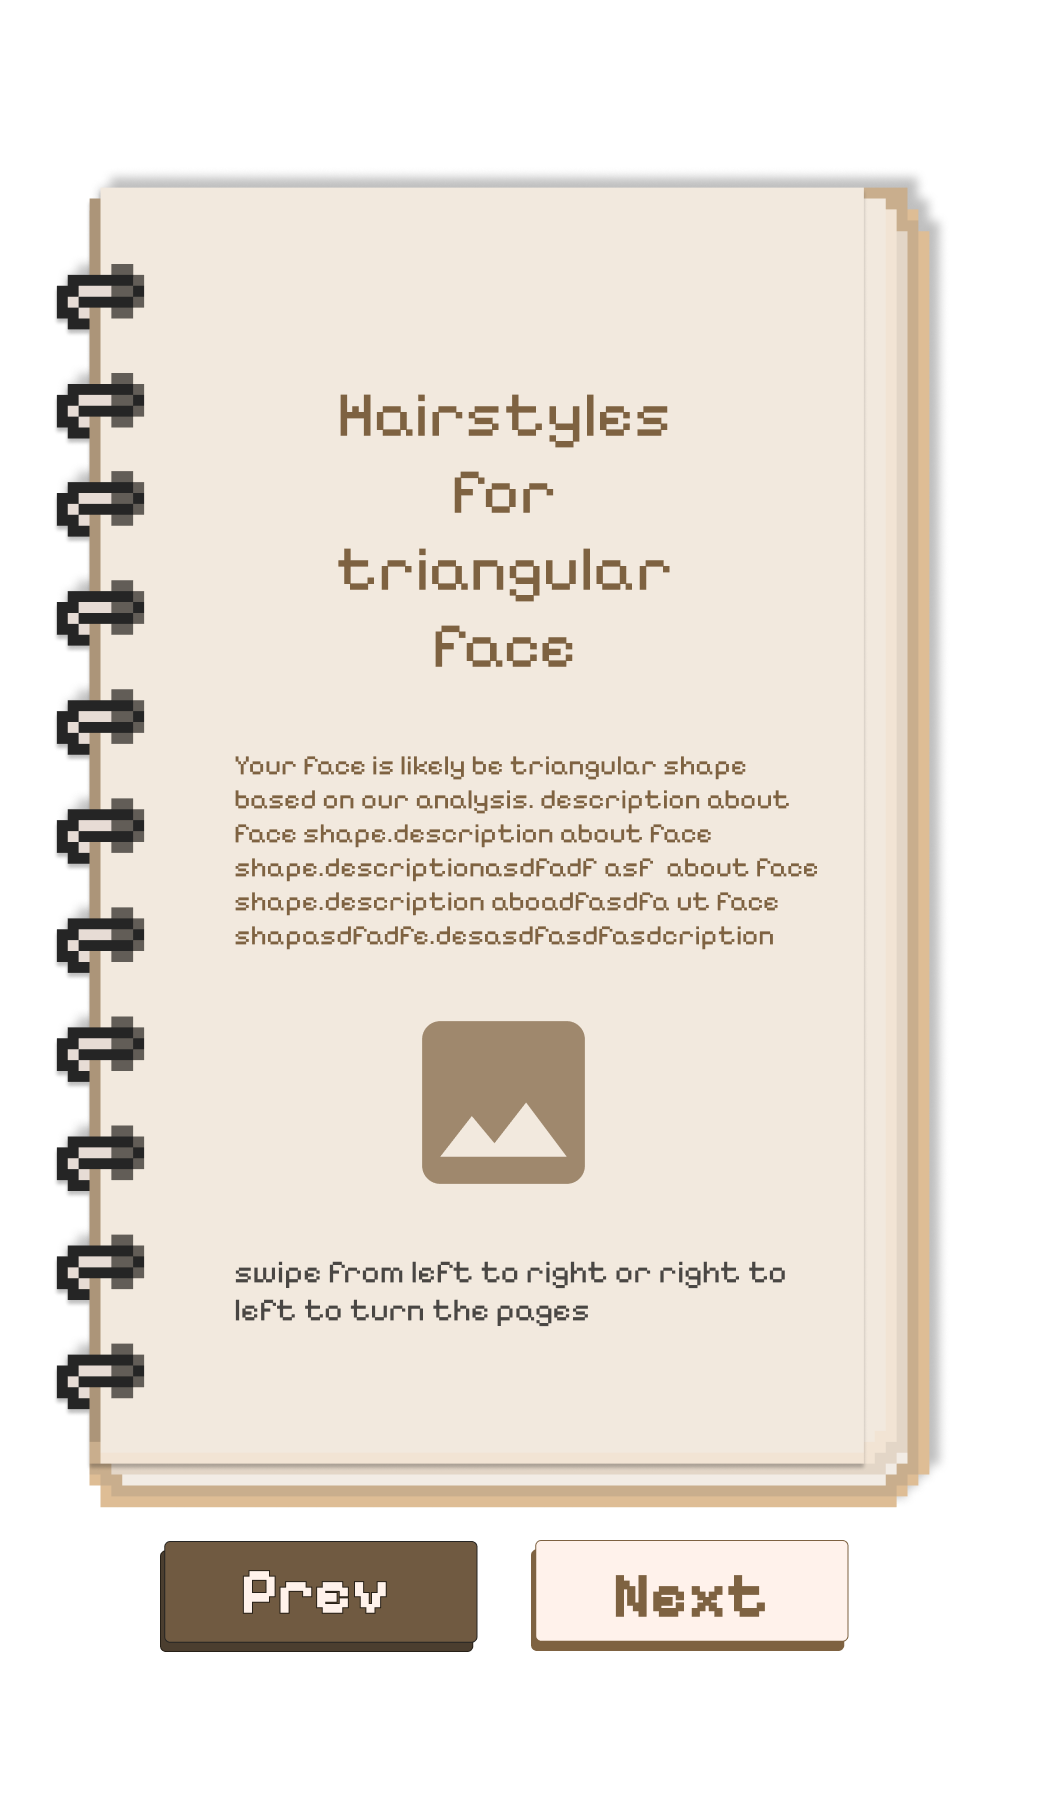 Hairstyles
for
triangular
face
Your face is likely be triangular shape
based on our analysis. description about
face shape.description about face
shape.descriptionasdfadf asf  about face
shape.description aboadfasdfa ut face
shapasdfadfe.desasdfasdfasdcription
swipe from left to right or right to
left to turn the pages
Prev
Next